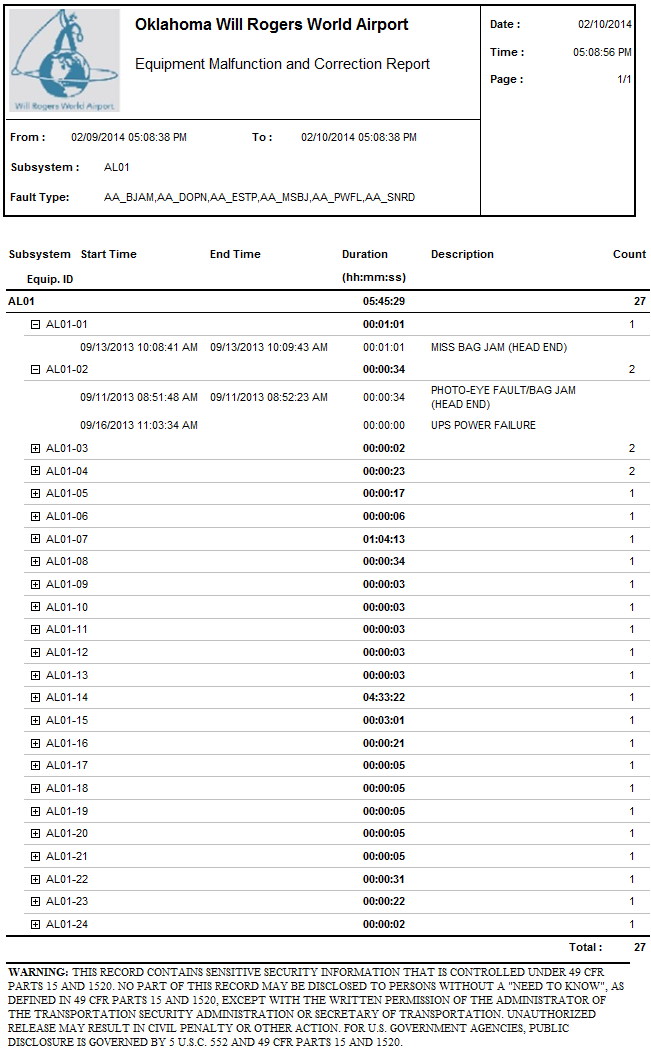 Will Rogers World Airport.
Oklahoma Will Rogers World Airport
Equipment Malfunction and Correction Report
Date : 02/10/2014
Time : 05:08:56 PM
Page : 1/1
From : 02/09/2014 05:08:38 PM To : 02/10/2014 05:08:38 PM
Subsystem : AL01
Fault Type: AA_BJAM,AA_DOPN,AA_ESTP,AA_MSBJ,AA_PWFL,AA_SNRD
Subsystem Start Time End Time Duration Description Count
Equip. ID (hh:mm:ss)
AL01 05:45:29 27
AL01-01 00:01:01 1
09/13/2013 10:08:41 AM 09/13/2013 10:09:43 AM 00:01:01 MISS BAG JAM (HEAD END)
AL01-02 00:00:34 2
09/11/2013 08:51:48 AM 09/11/2013 08:52:23 AM 00:00:34 PHOTO-EYE FAULT/BAG JAM
(HEAD END)
09/16/2013 11:03:34 AM 00:00:00 UPS POWER FAILURE
AL01-03 00:00:02 2
AL01-04 00:00:23 2
AL01-05 00:00:17 1
AL01-06 00:00:06 1
AL01-07 01:04:13 1
AL01-08 00:00:34 1
AL01-09 00:00:03 1
AL01-10 00:00:03 1
AL01-11 00:00:03 1
AL01-12 00:00:03 1
AL01-13 00:00:03 1
AL01-14 04:33:22 1
AL01-15 00:03:01 1
AL01-16 00:00:21 1
AL01-17 00:00:05 1
AL01-18 00:00:05 1
AL01-19 00:00:05 1
AL01-20 00:00:05 1
AL01-21 00:00:05 1
AL01-22 00:00:31 1
AL01-23 00:00:22 1
AL01-24 00:00:02 1
Total : 27
WARNING: THIS RECORD CONTAINS SENSITIVE SECURITY INFORMATION THAT IS CONTROLLED UNDER 49 CFR
PARTS 15 AND 1520. NO PART OF THIS RECORD MAY BE DISCLOSED TO PERSONS WITHOUT A "NEED TO KNOW", AS
DEFINED IN 49 CFR PARTS 15 AND 1520, EXCEPT WITH THE WRITTEN PERMISSION OF THE ADMINISTRATOR OF
THE TRANSPORTATION SECURITY ADMINISTRATION OR SECRETARY OF TRANSPORTATION. UNAUTHORIZED
RELEASE MAY RESULT IN CIVIL PENALTY OR OTHER ACTION. FOR U.S. GOVERNMENT AGENCIES, PUBLIC
DISCLOSURE IS GOVERNED BY 5 U.S.C. 552 AND 49 CFR PARTS 15 AND 1520.